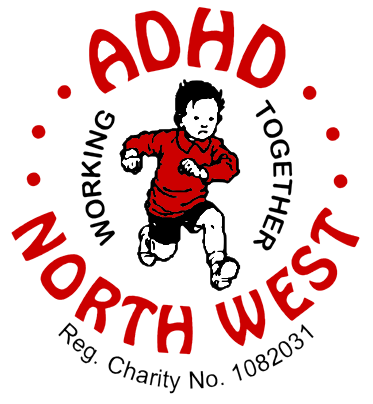 ADHD
WORKING
TOGETHER
NORTH WEST
Reg. Charity No. 1082031